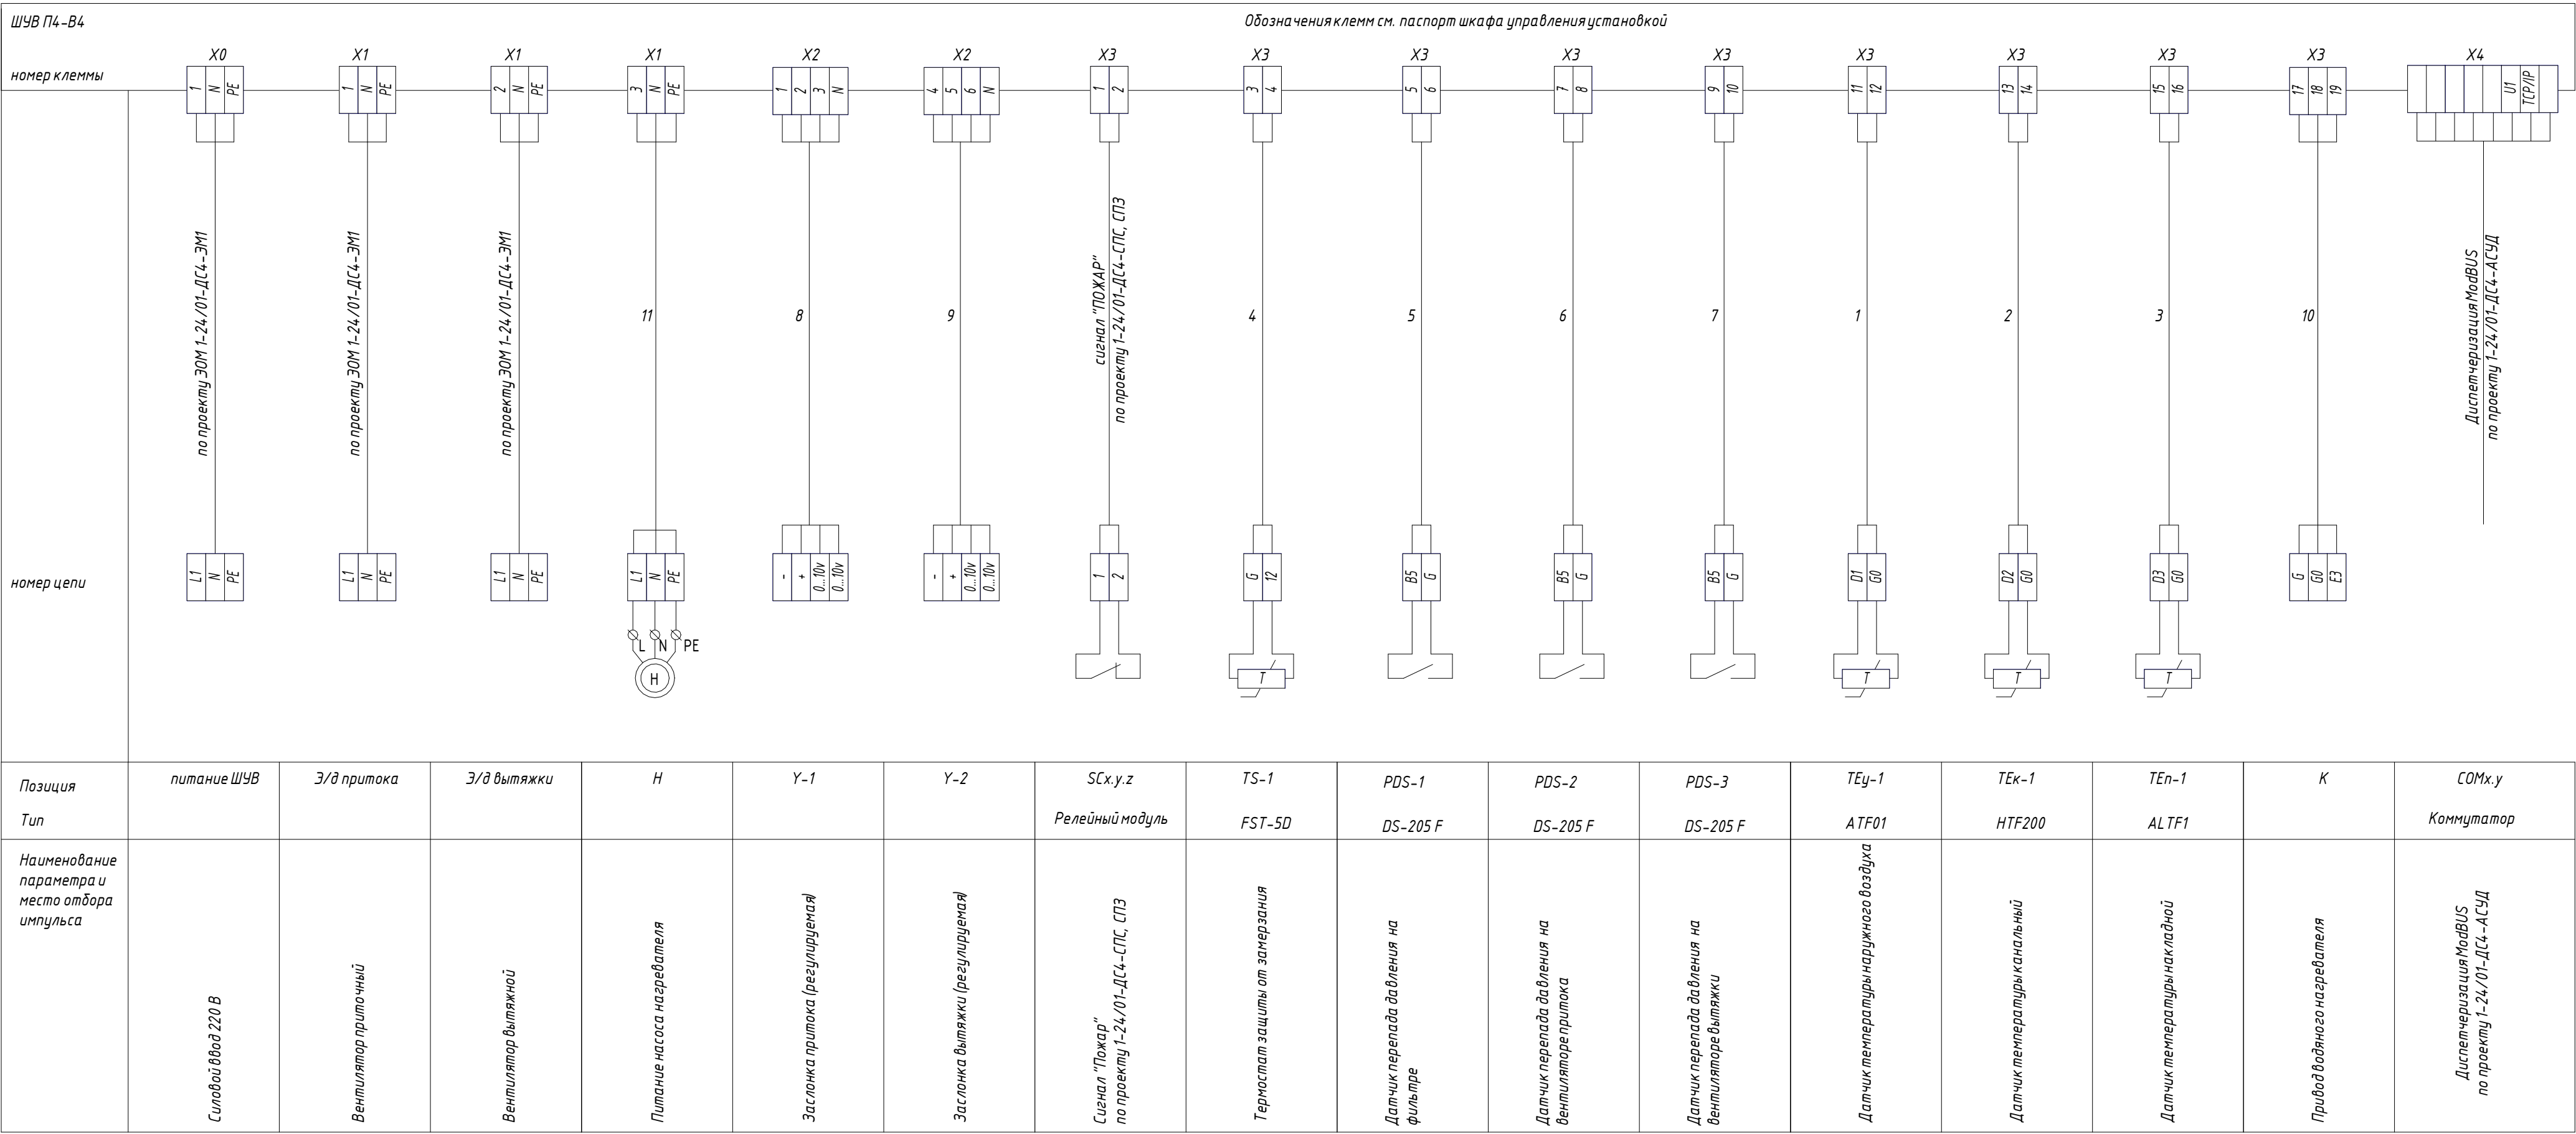 ШУВ П4-В4
Обозначения клемм см. паспорт шкафа управления установкой
X0 X1 X1 X1 X2 X2 X3 X3 X3 X3 X3 X3 X3 X3 X3 X4
номер клеммы
1 N PE
1 N PE
2 N PE
3 N PE
1 2 3 N
4 5 6 N
1 2
3 4
5 6
7 8
9 10
11 12
13 14
15 16
17 18 19
U1 TCP/IP
по проекту ЭОМ 1-24/01-ДС4-ЭМ1
по проекту ЭОМ 1-24/01-ДС4-ЭМ1
по проекту ЭОМ 1-24/01-ДС4-ЭМ1
11
8
9
сигнал "ПОЖАР"
по проекту 1-24/01-ДС4-СПС, СПЗ
4
5
6
7
1
2
3
10
Диспетчеризация ModBUS
по проекту 1-24/01-ДС4-АСУД
номер цепи
L1 N PE
L1 N PE
L1 N PE
L1 N PE
- + 0...10v 0...10v
- + 0...10v 0...10v
1 2
G 12
B5 G
B5 G
B5 G
D1 G0
D2 G0
D3 G0
G G0 E3
L N PE
H
T
T
T
T
Позиция
питание ШУВ
Э/д притока
Э/д вытяжки
Н
Y-1
Y-2
SCx.y.z
TS-1
PDS-1
PDS-2
PDS-3
TEу-1
TEк-1
TEп-1
К
COMx.y
Тип
Релейный модуль
FST-5D
DS-205 F
DS-205 F
DS-205 F
ATF01
HTF200
ALTF1
Коммутатор
Наименование
параметра и
место отбора
импульса
Силовой ввод 220 В
Вентилятор приточный
Вентилятор вытяжной
Питание насоса нагревателя
Заслонка притока (регулируемая)
Заслонка вытяжки (регулируемая)
Сигнал "Пожар"
по проекту 1-24/01-ДС4-СПС, СПЗ
Термостат защиты от замерзания
Датчик перепада давления на
фильтре
Датчик перепада давления на
вентиляторе притока
Датчик перепада давления на
вентиляторе вытяжки
Датчик температуры наружного воздуха
Датчик температуры канальный
Датчик температуры накладной
Привод водяного нагревателя
Диспетчеризация ModBUS
по проекту 1-24/01-ДС4-АСУД